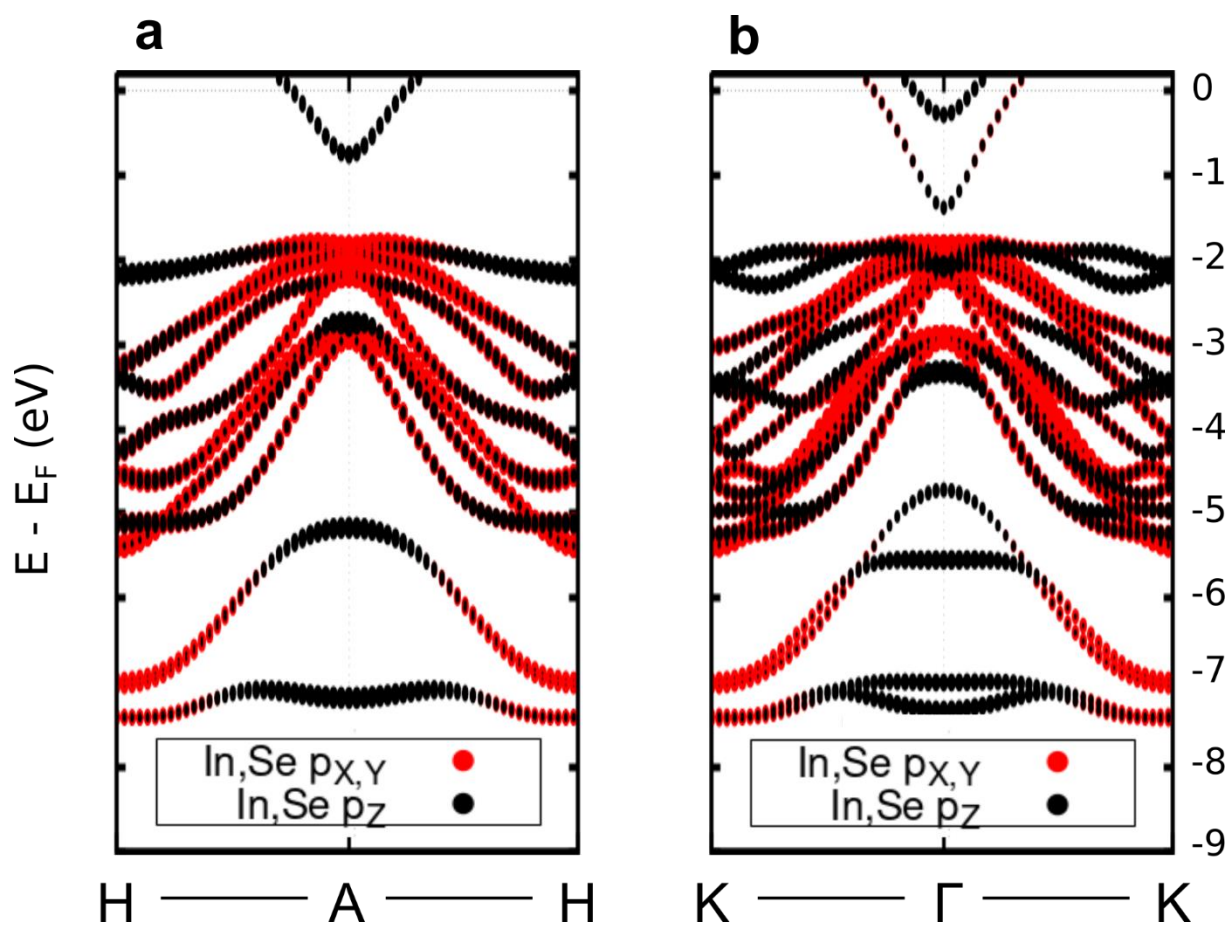 a
b
E - E_F (eV)
0
-1
-2
-3
-4
-5
-6
-7
-8
-9
In,Se p_X,Y
In,Se p_Z
In,Se p_X,Y
In,Se p_Z
H A H
K Γ K